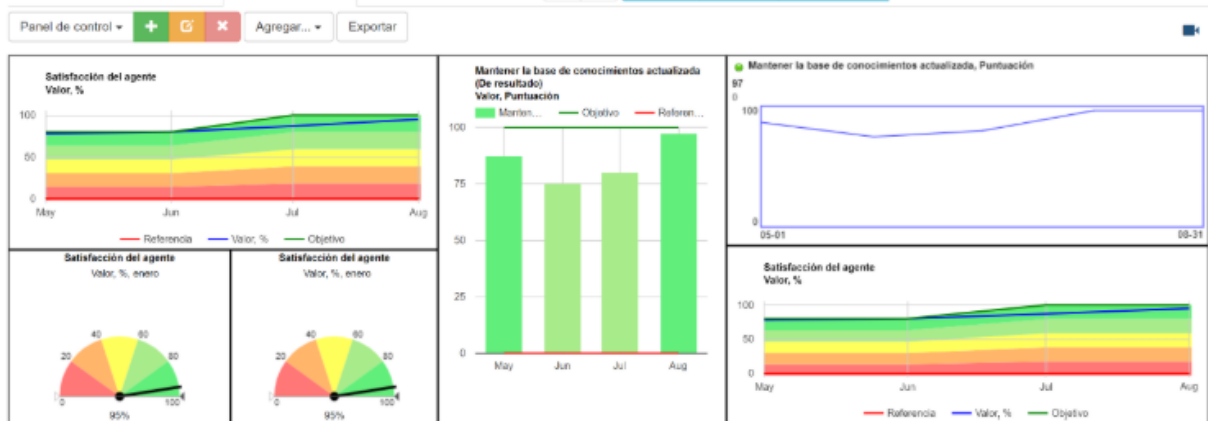 Panel de control
Agregar...
Exportar
Satisfacción del agente
Valor, %
100
50
0
May Jun Jul Aug
Referencia Valor, % Objetivo
Satisfacción del agente
Valor, %, enero
0 20 40 60 80 100
95%
Satisfacción del agente
Valor, %, enero
0 20 40 60 80 100
95%
Mantener la base de conocimientos actualizada
(De resultado)
Valor, Puntuación
Manten... Objetivo Referen...
100
75
50
25
0
May Jun Jul Aug
Mantener la base de conocimientos actualizada, Puntuación
97
0
100
0
05-01 08-31
Satisfacción del agente
Valor, %
100
50
0
May Jun Jul Aug
Referencia Valor, % Objetivo